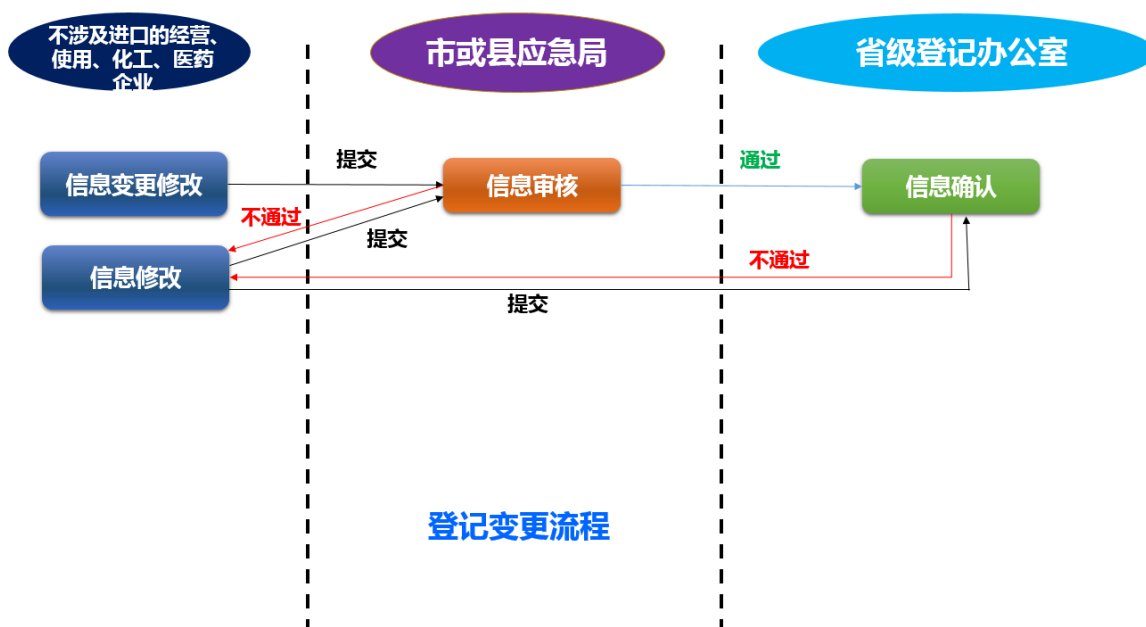 不涉及进口的经营、
使用、化工、医药
企业
市或县应急局
省级登记办公室
信息变更修改
提交
信息审核
通过
信息确认
不通过
提交
信息修改
不通过
提交
登记变更流程